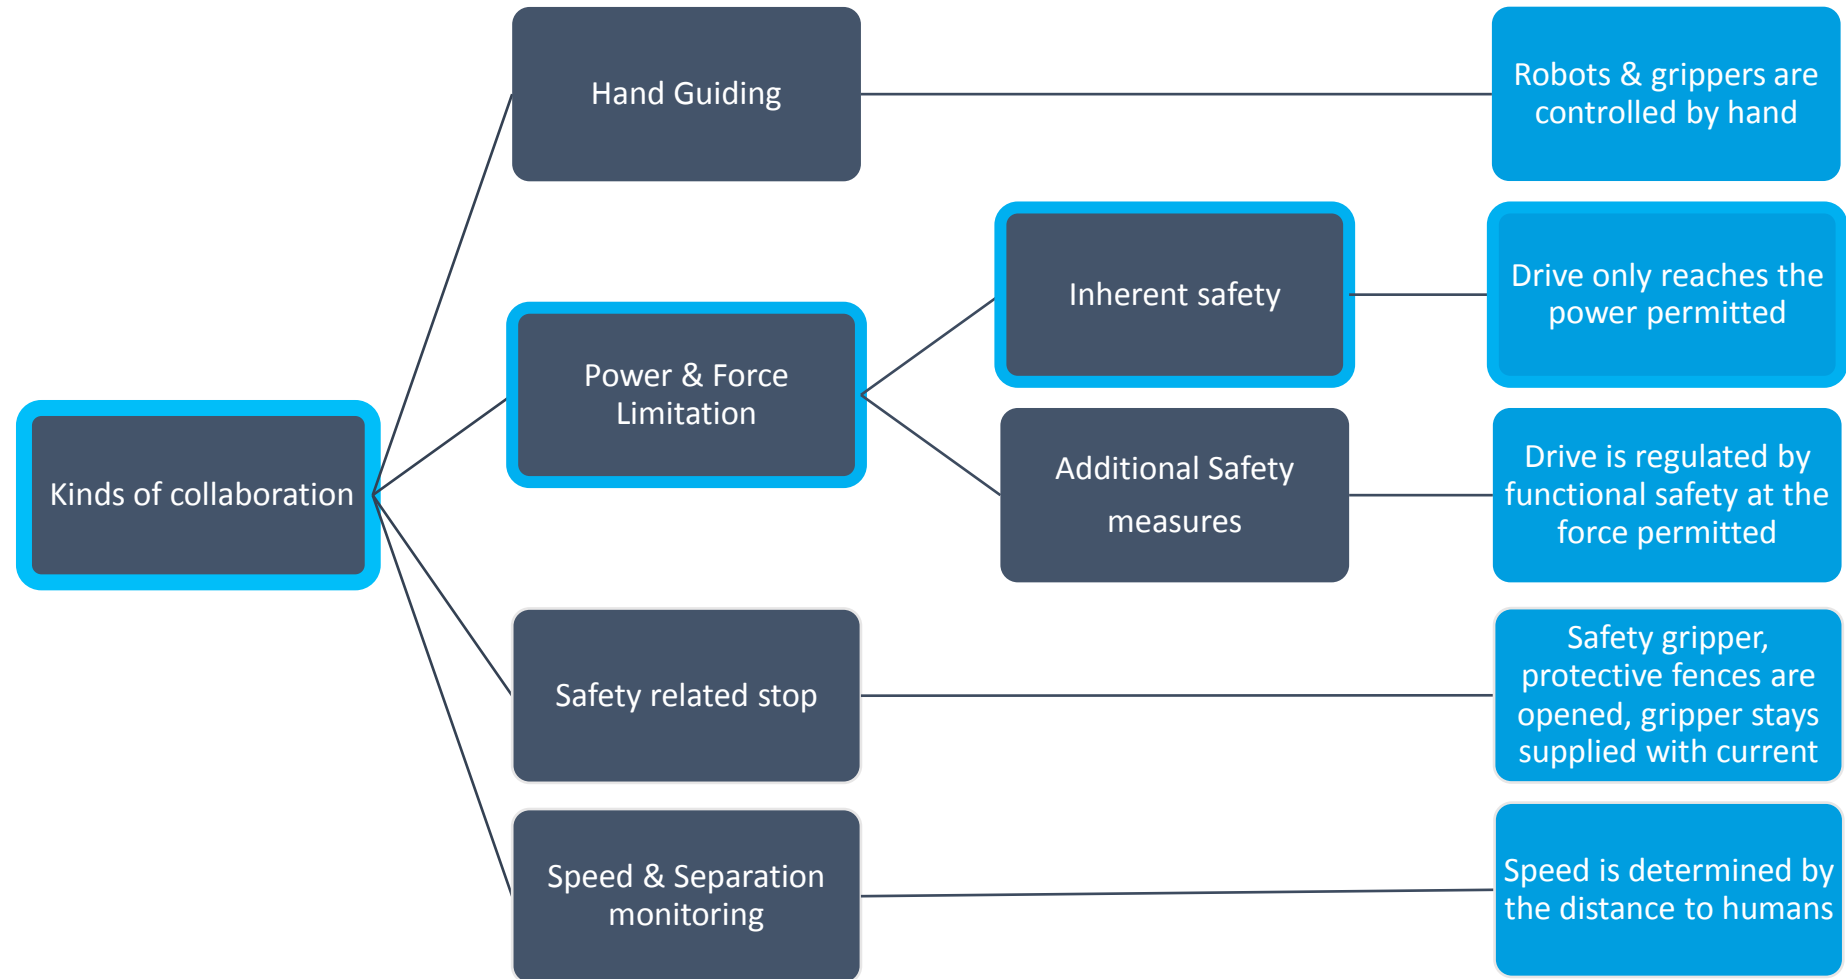 Kinds of collaboration
Hand Guiding
Robots & grippers are
controlled by hand
Power & Force
Limitation
Inherent safety
Drive only reaches the
power permitted
Additional Safety
measures
Drive is regulated by
functional safety at the
force permitted
Safety related stop
Safety gripper,
protective fences are
opened, gripper stays
supplied with current
Speed & Separation
monitoring
Speed is determined by
the distance to humans